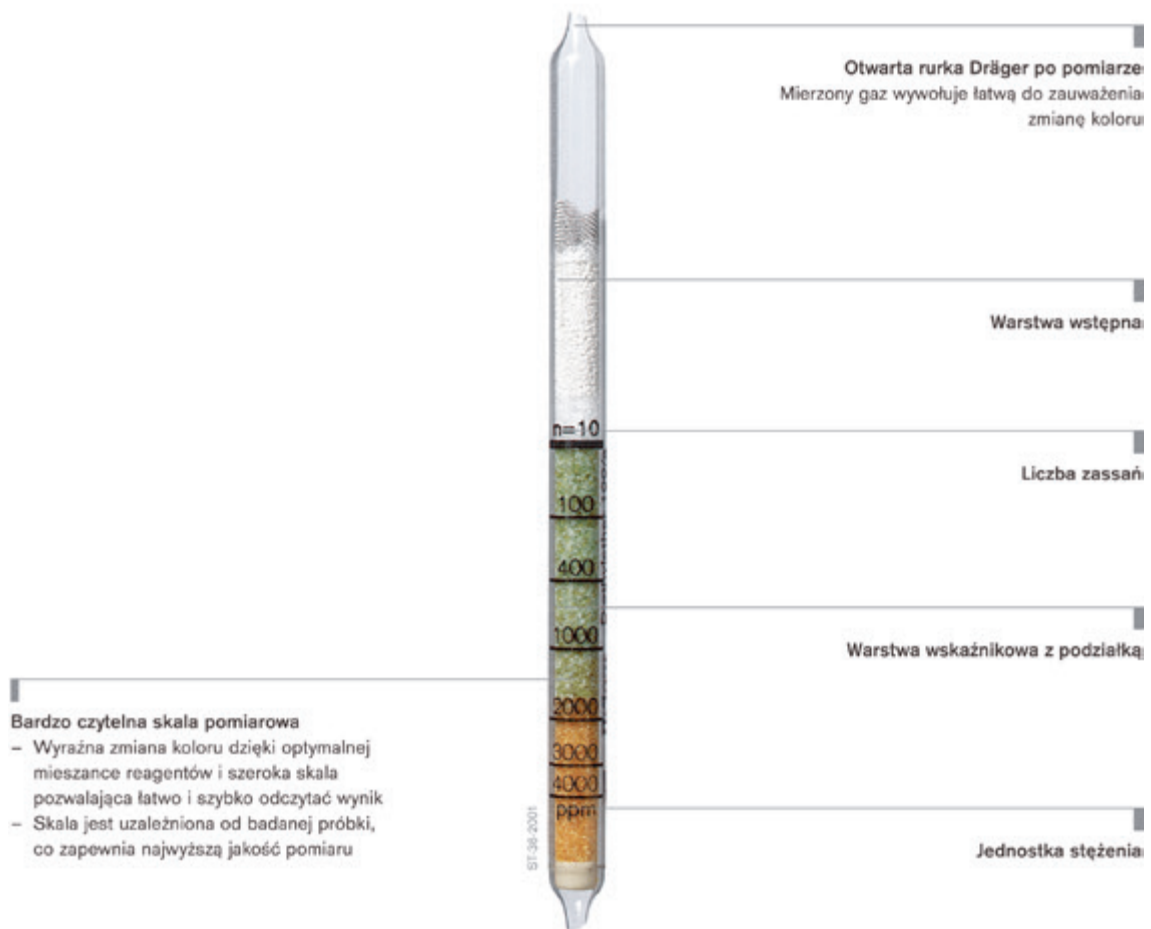 Otwarta rurka Dräger po pomiarze
Mierzony gaz wywołuje łatwą do zauważenia
zmianę koloru
Warstwa wstępna
n=10
Liczba zassań
100
400
1000
Warstwa wskaźnikowa z podziałką
2000
3000
4000
ppm
Bardzo czytelna skala pomiarowa
– Wyraźna zmiana koloru dzięki optymalnej
mieszance reagentów i szeroka skala
pozwalająca łatwo i szybko odczytać wynik
– Skala jest uzależniona od badanej próbki,
co zapewnia najwyższą jakość pomiaru
ST-36-2001
Jednostka stężenia